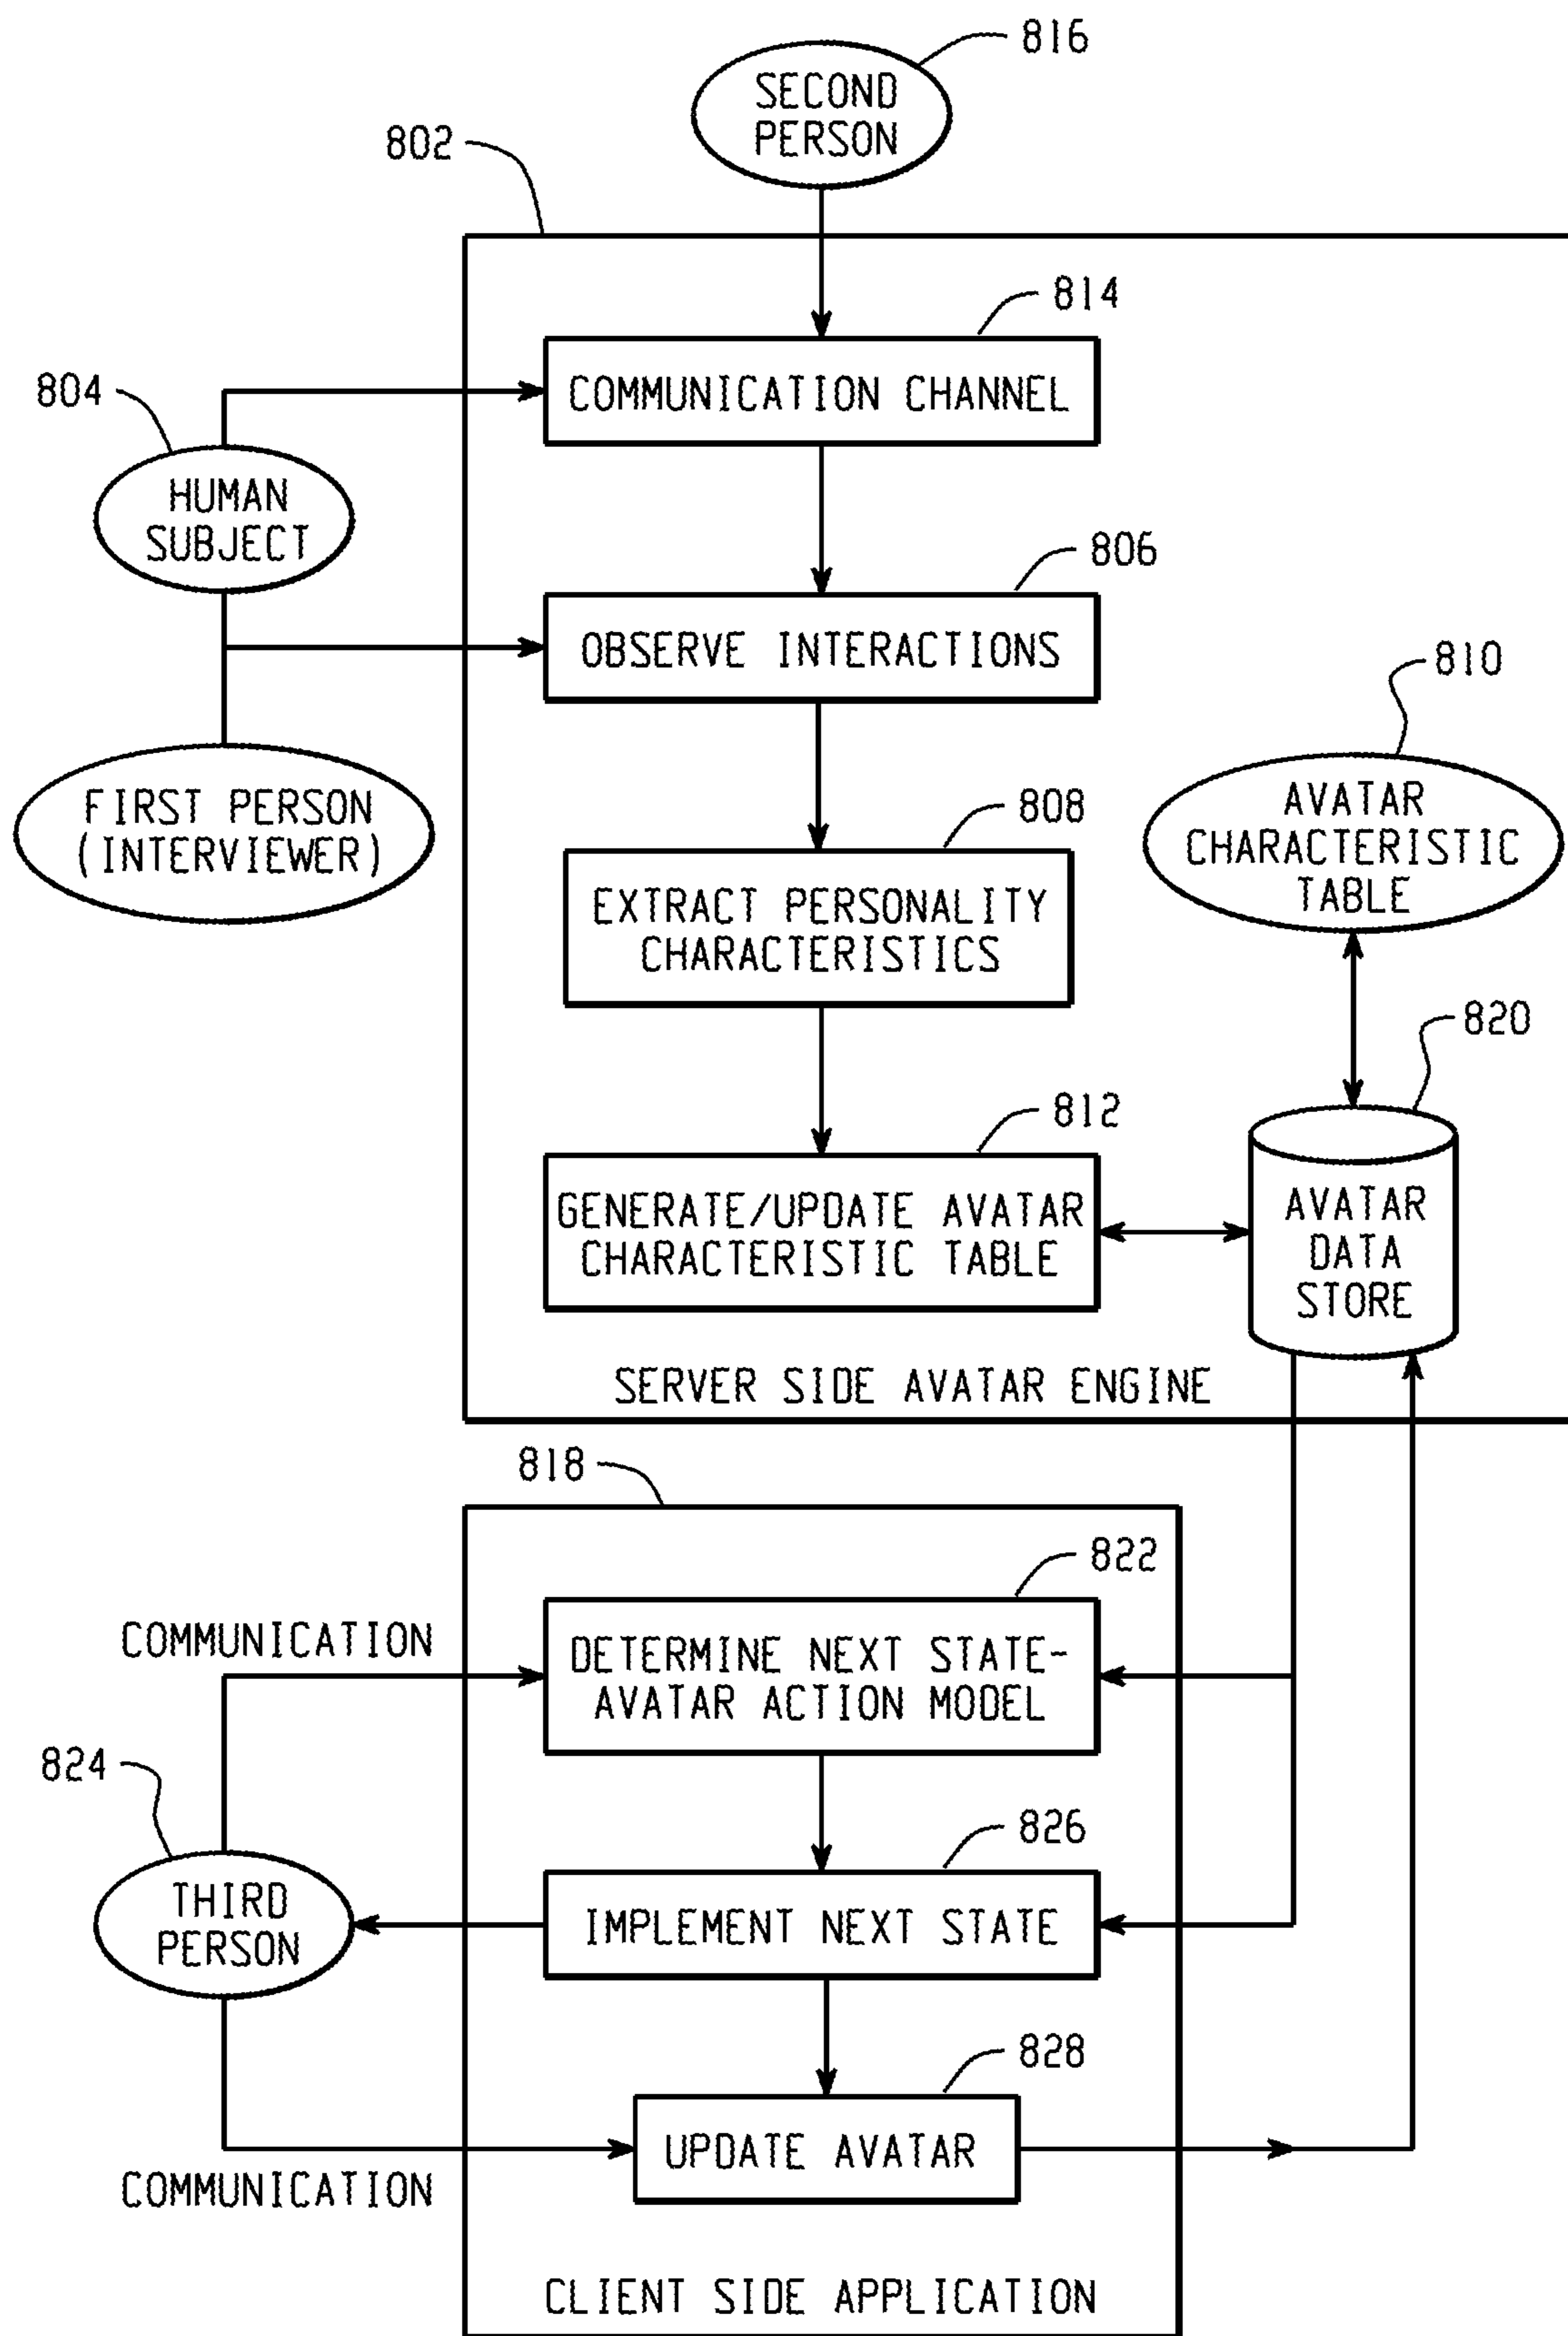 816
SECOND
PERSON
802
814
COMMUNICATION CHANNEL
804
HUMAN
SUBJECT
806
OBSERVE INTERACTIONS
810
FIRST PERSON
(INTERVIEWER)
808
AVATAR
CHARACTERISTIC
TABLE
EXTRACT PERSONALITY
CHARACTERISTICS
820
812
GENERATE/UPDATE AVATAR
CHARACTERISTIC TABLE
AVATAR
DATA
STORE
SERVER SIDE AVATAR ENGINE
818
822
COMMUNICATION
DETERMINE NEXT STATE-
AVATAR ACTION MODEL
824
826
THIRD
PERSON
IMPLEMENT NEXT STATE
828
UPDATE AVATAR
COMMUNICATION
CLIENT SIDE APPLICATION